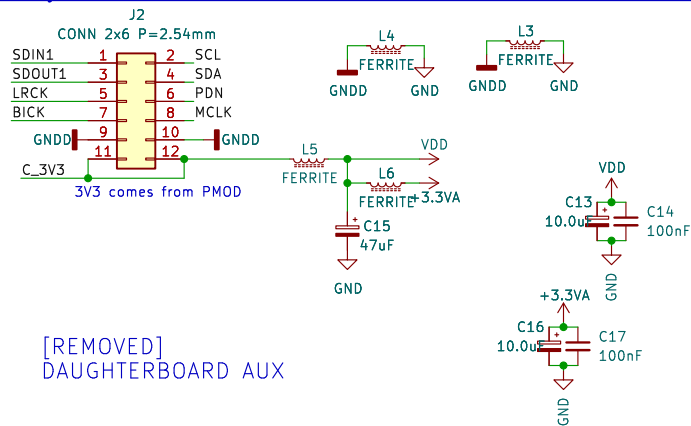 J2
CONN 2x6 P=2.54mm
SDIN1 1 2 SCL
SDOUT1 3 4 SDA
LRCK 5 6 PDN
BICK 7 8 MCLK
GNDD 9 10 GNDD
11 12
C_3V3
3V3 comes from PMOD
L4
FERRITE
GNDD
GND
L3
FERRITE
GNDD
GND
L5
FERRITE
VDD
L6
FERRITE
+3.3VA
C15
47uF
GND
VDD
C13
10.0uF
C14
100nF
GND
+3.3VA
C16
10.0uF
C17
100nF
GND
[REMOVED]
DAUGHTERBOARD AUX